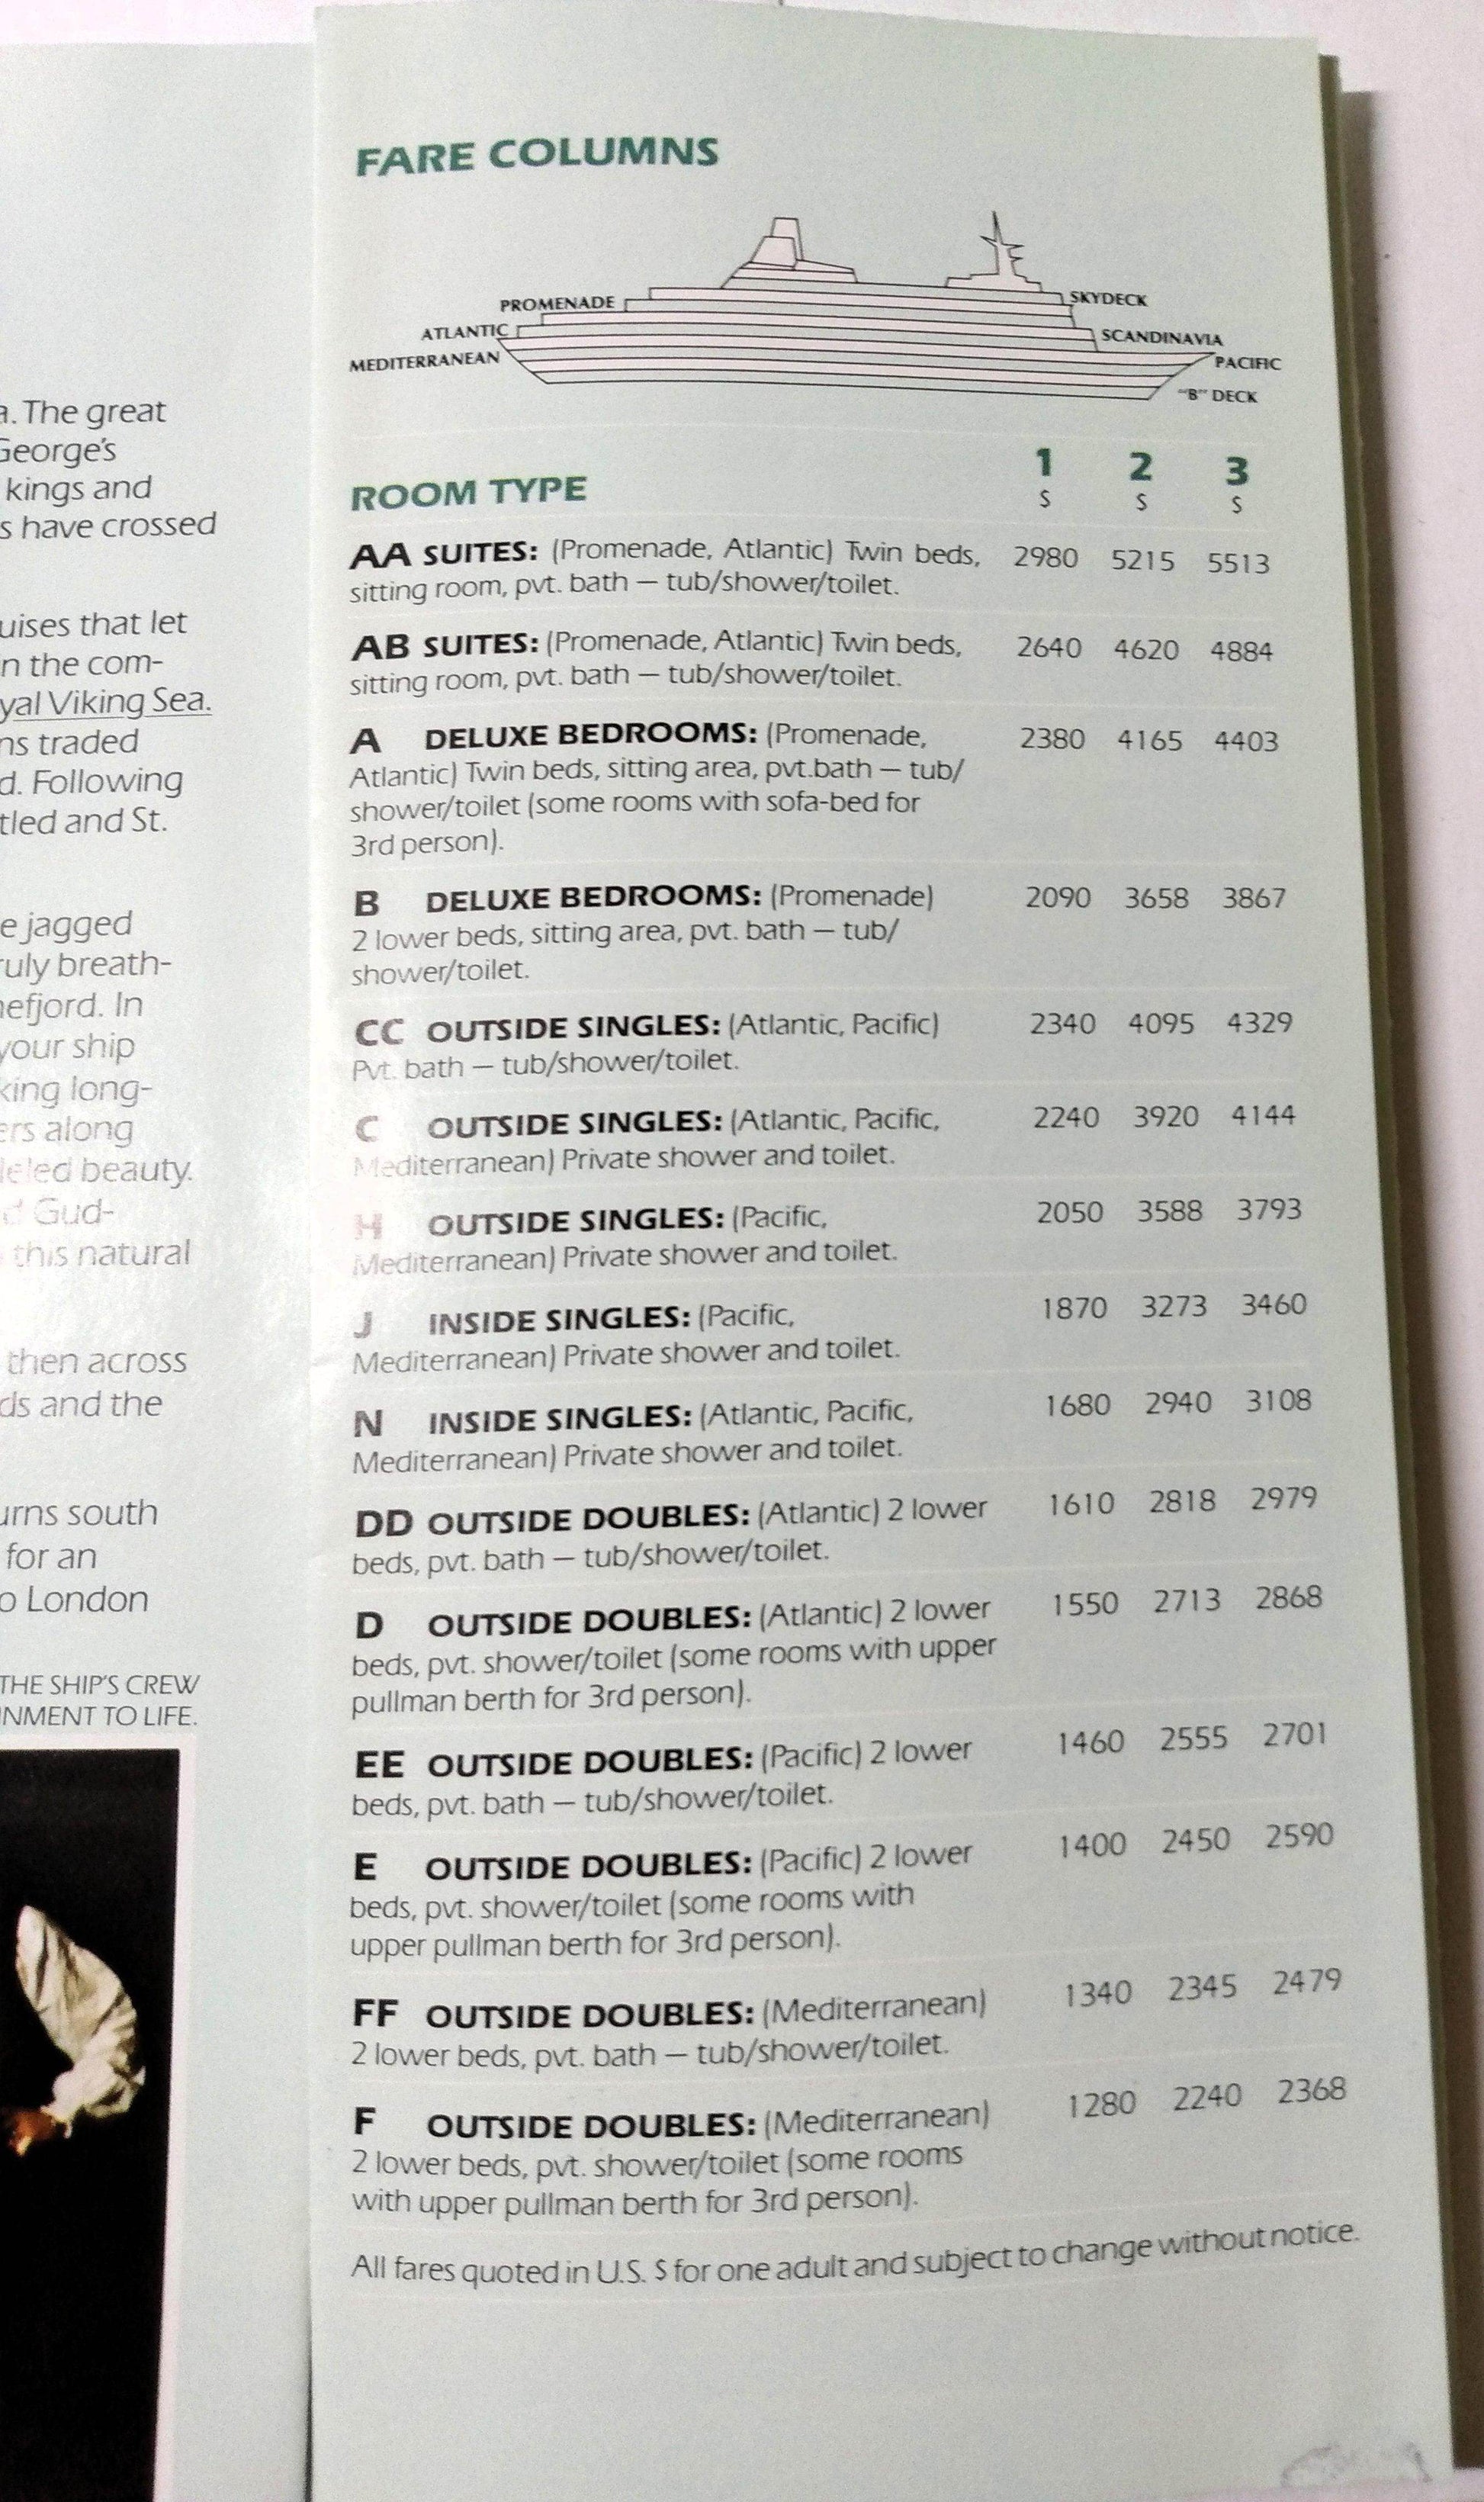 a. The great
George's
kings and
s have crossed
uises that let
n the com-
yal Viking Sea.
ns traded
d. Following
tled and St.
e jagged
ruly breath-
nefjord. In
your ship
king long-
ers along
leled beauty.
d Gud-
this natural
then across
ds and the
urns south
for an
o London
THE SHIP'S CREW
NMENT TO LIFE.
FARE COLUMNS
PROMENADE
ATLANTIC
MEDITERRANEAN
SKYDECK
SCANDINAVIA
PACIFIC
"B" DECK
ROOM TYPE 1 2 3
$ $ $
AA SUITES: (Promenade, Atlantic) Twin beds, 2980 5215 5513
sitting room, pvt. bath — tub/shower/toilet.
AB SUITES: (Promenade, Atlantic) Twin beds, 2640 4620 4884
sitting room, pvt. bath — tub/shower/toilet.
A DELUXE BEDROOMS: (Promenade, 2380 4165 4403
Atlantic) Twin beds, sitting area, pvt.bath — tub/
shower/toilet (some rooms with sofa-bed for
3rd person).
B DELUXE BEDROOMS: (Promenade) 2090 3658 3867
2 lower beds, sitting area, pvt. bath — tub/
shower/toilet.
CC OUTSIDE SINGLES: (Atlantic, Pacific) 2340 4095 4329
Pvt. bath — tub/shower/toilet.
C OUTSIDE SINGLES: (Atlantic, Pacific, 2240 3920 4144
Mediterranean) Private shower and toilet.
H OUTSIDE SINGLES: (Pacific, 2050 3588 3793
Mediterranean) Private shower and toilet.
J INSIDE SINGLES: (Pacific, 1870 3273 3460
Mediterranean) Private shower and toilet.
N INSIDE SINGLES: (Atlantic, Pacific, 1680 2940 3108
Mediterranean) Private shower and toilet.
DD OUTSIDE DOUBLES: (Atlantic) 2 lower 1610 2818 2979
beds, pvt. bath — tub/shower/toilet.
D OUTSIDE DOUBLES: (Atlantic) 2 lower 1550 2713 2868
beds, pvt. shower/toilet (some rooms with upper
pullman berth for 3rd person).
EE OUTSIDE DOUBLES: (Pacific) 2 lower 1460 2555 2701
beds, pvt. bath — tub/shower/toilet.
E OUTSIDE DOUBLES: (Pacific) 2 lower 1400 2450 2590
beds, pvt. shower/toilet (some rooms with
upper pullman berth for 3rd person).
FF OUTSIDE DOUBLES: (Mediterranean) 1340 2345 2479
2 lower beds, pvt. bath — tub/shower/toilet.
F OUTSIDE DOUBLES: (Mediterranean) 1280 2240 2368
2 lower beds, pvt. shower/toilet (some rooms
with upper pullman berth for 3rd person).
All fares quoted in U.S. $ for one adult and subject to change without notice.